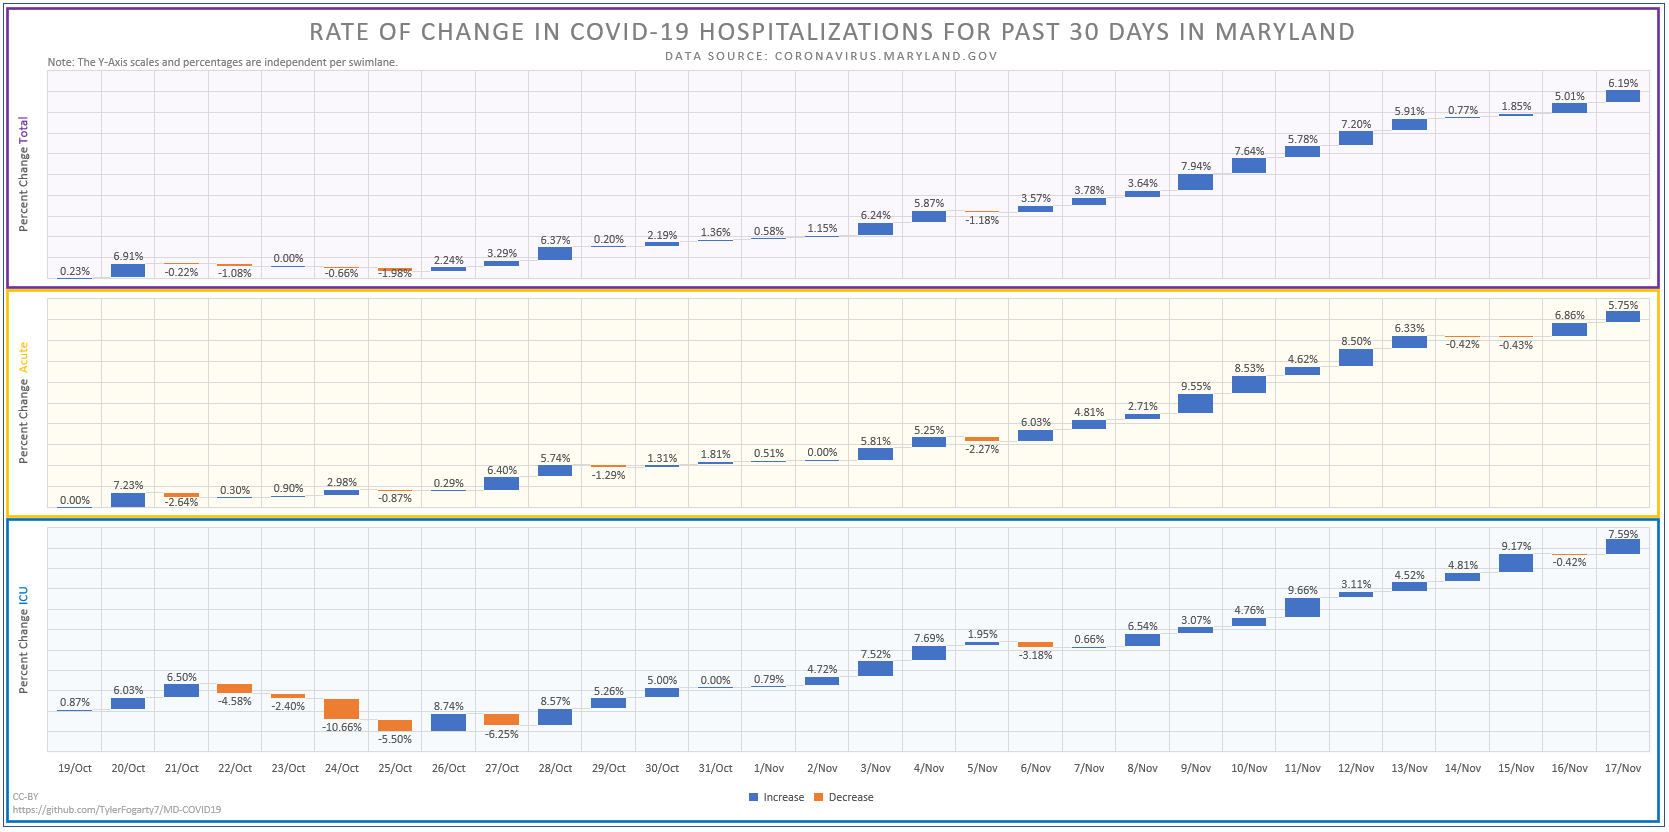 RATE OF CHANGE IN COVID-19 HOSPITALIZATIONS FOR PAST 30 DAYS IN MARYLAND
DATA SOURCE: CORONAVIRUS.MARYLAND.GOV
Note: The Y-Axis scales and percentages are independent per swimlane.
Percent Change Total
0.23% 6.91% -0.22% -1.08% 0.00% -0.66% -1.98% 2.24% 3.29% 6.37% 0.20% 2.19% 1.36% 0.58% 1.15% 6.24% 5.87% -1.18% 3.57% 3.78% 3.64% 7.94% 7.64% 5.78% 7.20% 5.91% 0.77% 1.85% 5.01% 6.19%
Percent Change Acute
0.00% 7.23% -2.64% 0.30% 0.90% 2.98% -0.87% 0.29% 6.40% 5.74% -1.29% 1.31% 1.81% 0.51% 0.00% 5.81% 5.25% -2.27% 6.03% 4.81% 2.71% 9.55% 8.53% 4.62% 8.50% 6.33% -0.42% -0.43% 6.86% 5.75%
Percent Change ICU
0.87% 6.03% 6.50% -4.58% -2.40% -10.66% -5.50% 8.74% -6.25% 8.57% 5.26% 5.00% 0.00% 0.79% 4.72% 7.52% 7.69% 1.95% -3.18% 0.66% 6.54% 3.07% 4.76% 9.66% 3.11% 4.52% 4.81% 9.17% -0.42% 7.59%
19/Oct 20/Oct 21/Oct 22/Oct 23/Oct 24/Oct 25/Oct 26/Oct 27/Oct 28/Oct 29/Oct 30/Oct 31/Oct 1/Nov 2/Nov 3/Nov 4/Nov 5/Nov 6/Nov 7/Nov 8/Nov 9/Nov 10/Nov 11/Nov 12/Nov 13/Nov 14/Nov 15/Nov 16/Nov 17/Nov
Increase Decrease
CC-BY
https://github.com/TylerFogarty7/MD-COVID19